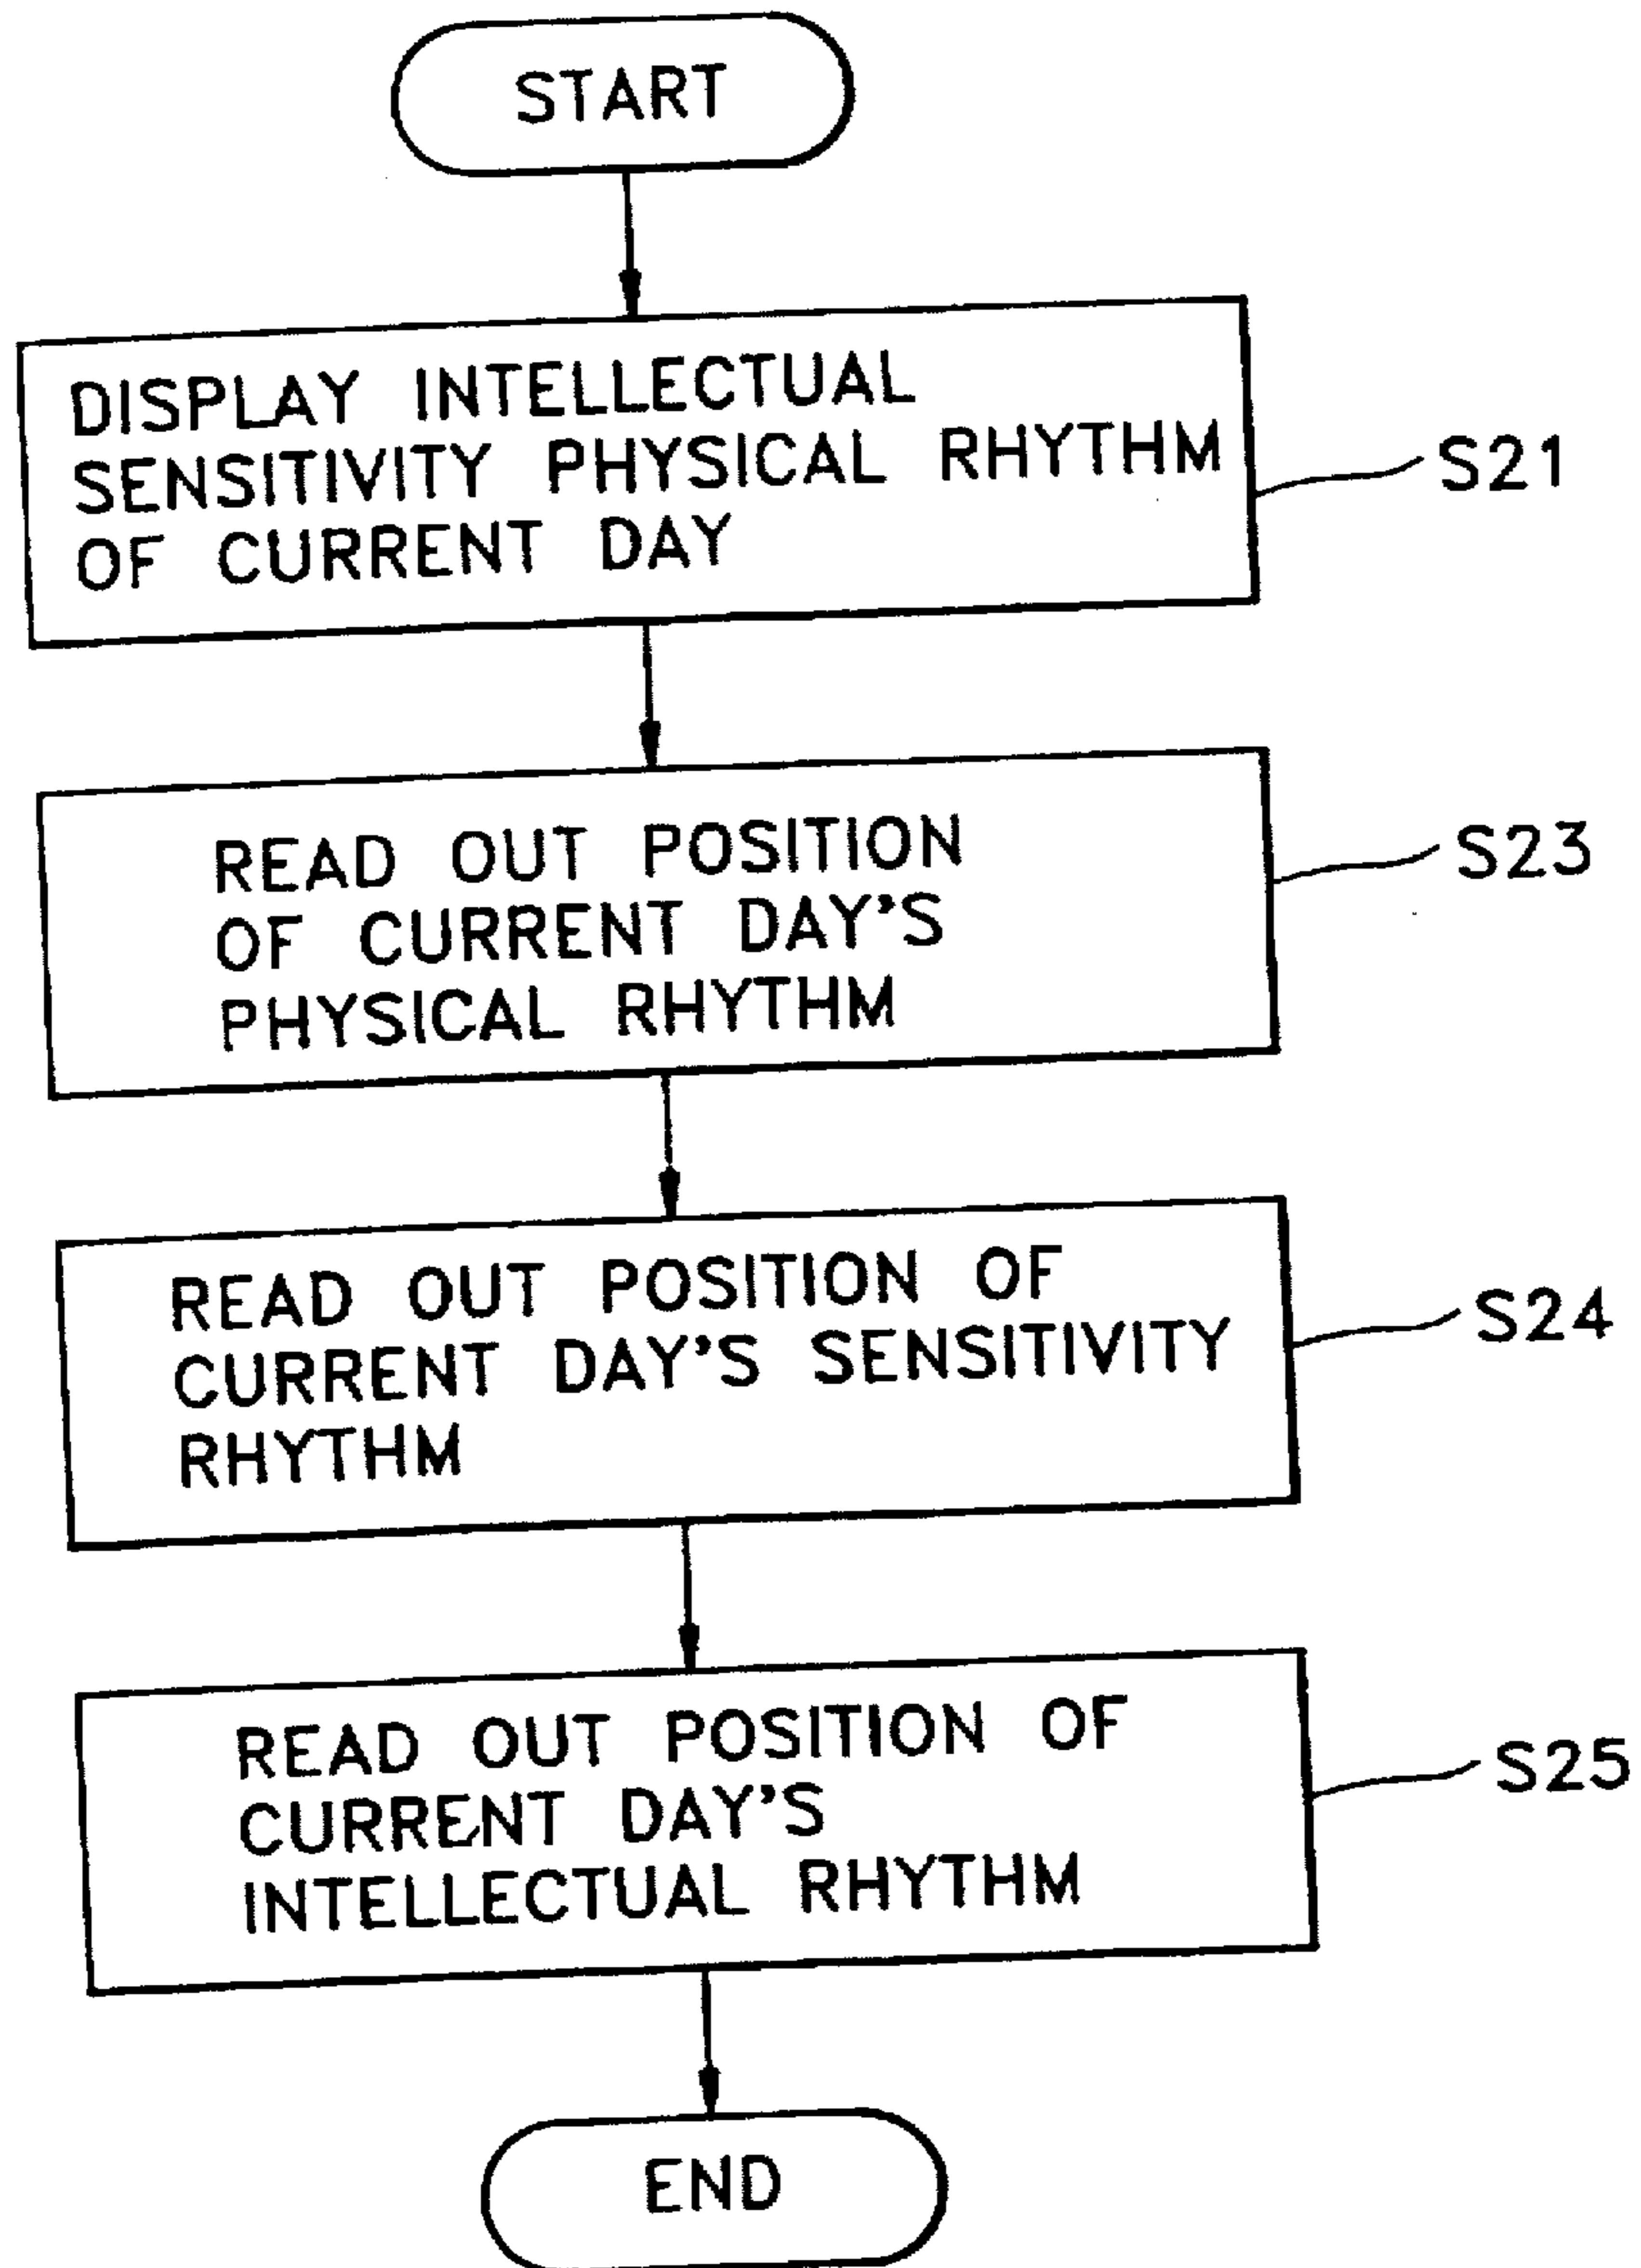 START
DISPLAY INTELLECTUAL
SENSITIVITY PHYSICAL RHYTHM
OF CURRENT DAY
S21
READ OUT POSITION
OF CURRENT DAY'S
PHYSICAL RHYTHM
S23
READ OUT POSITION OF
CURRENT DAY'S SENSITIVITY
RHYTHM
S24
READ OUT POSITION OF
CURRENT DAY'S
INTELLECTUAL RHYTHM
S25
END